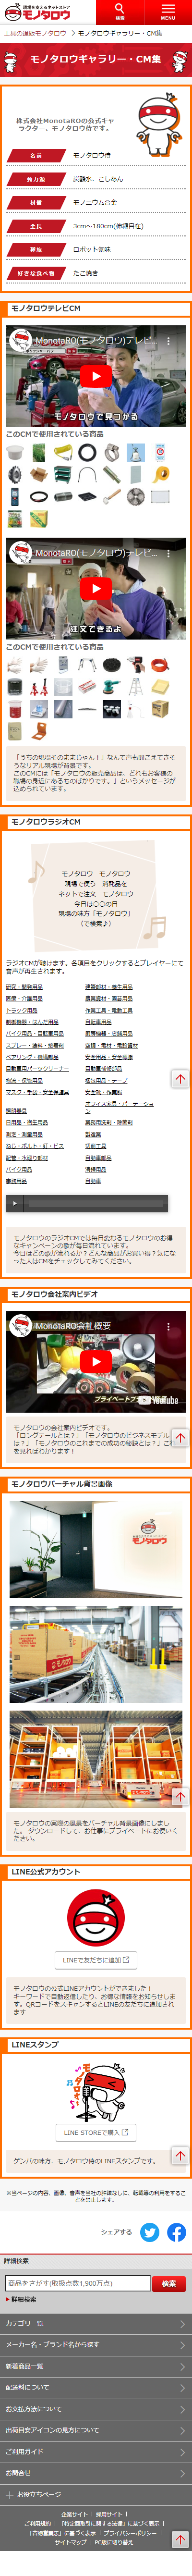 現場を支えるネットストア
モノタロウ
検索
MENU
工具の通販モノタロウ > モノタロウギャラリー・CM集
モノタロウギャラリー・CM集
株式会社MonotaROの公式キャラクター。モノタロウ侍です。
名前 モノタロウ侍
協力願 炭酸水、こしあん
材質 モノニウム合金
全長 3cm~180cm(伸縮自在)
種族 ロボット気味
好きな食べ物 たこ焼き
モノタロウテレビCM
MonotaRO(モノタロウ)テレビ...
モノタロウで見つかる
このCMで使用されている商品
MonotaRO(モノタロウ)テレビ...
注文できるよ
このCMで使用されている商品
「うちの現場そのままじゃん！」なんて声も聞こえてきそうなリアル現場が背景です。
このCMには「モノタロウの販売商品は、どれもお客様の職場の身近にあるものばかりです。」というメッセージが込められています。
モノタロウラジオCM
モノタロウ　モノタロウ
現場で使う　消耗品を
ネットで注文　モノタロウ
今日は○○の日
現場の味方「モノタロウ」
(で検索♪)
ラジオCMが聴けます。各項目をクリックするとプレイヤーにて音声が再生されます。
研究・開発用品
建築部材・養生用品
医療・介護用品
農業資材・園芸用品
トラック用品
作業工具・電動工具
制御機器・はんだ用品
自転車用品
バイク用品・自転車用品
厨房機器・店舗用品
スプレー・塗料・接着剤
空調・電材・電設資材
ベアリング・機構部品
安全用品・安全標識
自動車用パークリーナー
自動車補修部品
物流・保管用品
梱包用品・テープ
マスク・手袋・安全保護具
安全靴・作業服
照明器具
オフィス家具・パーテーション
日用品・衛生用品
業務用洗剤・除菌剤
測定・測量用品
製造業
ねじ・ボルト・釘・ビス
切削工具
配管・水廻り部材
自動車部品
バイク用品
清掃用品
事務用品
自動車
モノタロウのラジオCMでは毎日変わるモノタロウのお得なキャンペーンの歌が毎日流れています。
今日はどの歌が流れるか？どんな商品がお買い得？気になった人はCMをチェックしてみてください。
モノタロウ会社案内ビデオ
MonotaRO会社概要
プライベートブランド
YouTube
モノタロウの会社案内ビデオです。
「ロングテールとは？」「モノタロウのビジネスモデルは？」「モノタロウのこれまでの成功の秘訣とは？」これを見ればわかります！
モノタロウバーチャル背景画像
モノタロウ
モノタロウの実際の風景をバーチャル背景画像にしました。 ダウンロードして、お仕事にプライベートにお使いください。
LINE公式アカウント
LINEで友だちに追加
モノタロウの公式LINEアカウントができました！
キーワードで自動返信したり、お得な情報をお知らせします。QRコードをスキャンするとLINEの友だちに追加されます
LINEスタンプ
LINE STOREで購入
ゲンバの味方、モノタロウ侍のLINEスタンプです。
※当ページの内容、画像、音声を当社の許諾なしに、転載等の利用をすることを禁止します。
シェアする
詳細検索
商品をさがす(取扱点数1,900万点)
検索
詳細検索
カテゴリ一覧
メーカー名・ブランド名から探す
新着商品一覧
配送料について
お支払方法について
出荷目安アイコンの見方について
ご利用ガイド
お問合せ
お役立ちページ
企業サイト | 採用サイト |
ご利用規約 | 「特定商取引に関する法律」に基づく表示 |
「古物営業法」に基づく表示 | プライバシーポリシー |
サイトマップ | PC版に切り替え